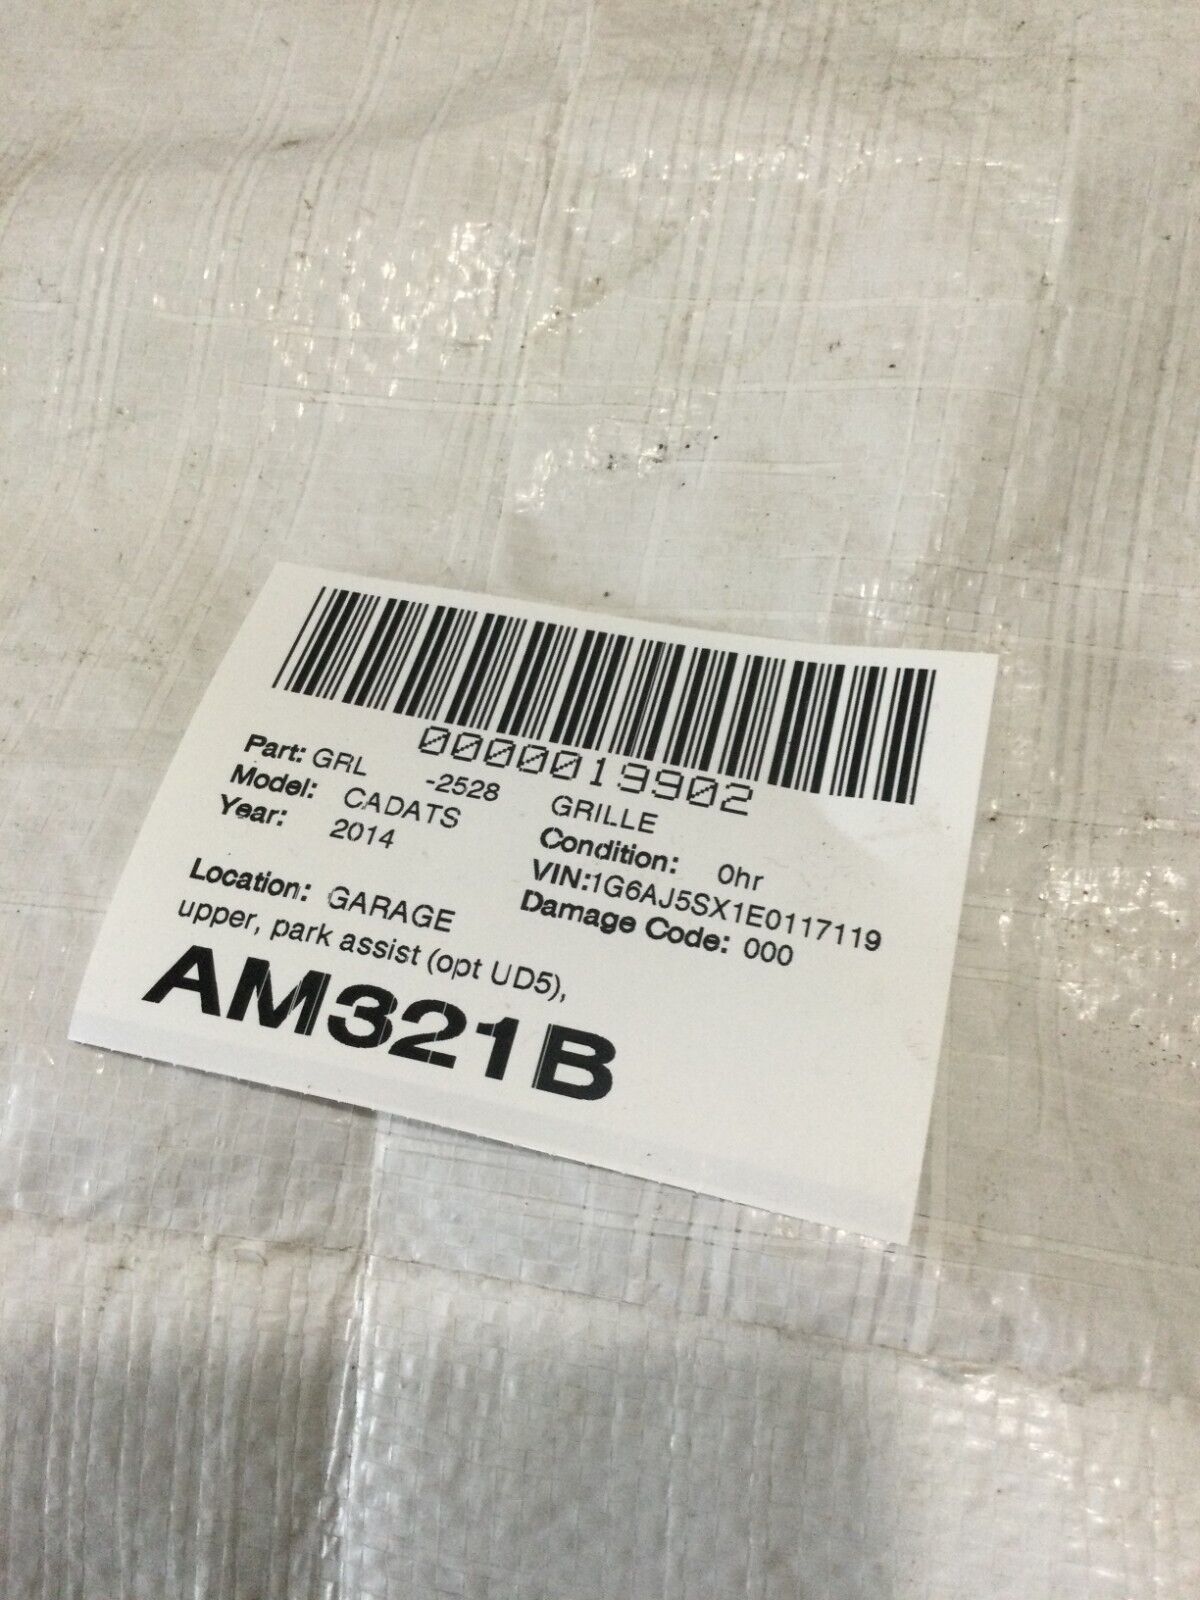 0000019902
Part: GRL -2528 GRILLE
Model: CADATS Condition: 0hr
Year: 2014 VIN:1G6AJ5SX1E0117119
Damage Code: 000
Location: GARAGE
upper, park assist (opt UD5),
AM321B